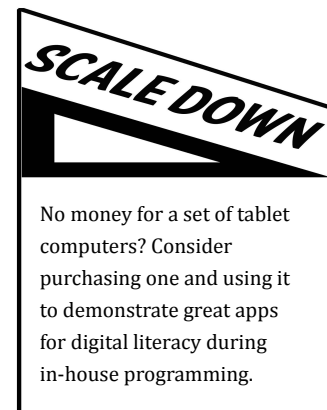 SCALE DOWN
No money for a set of tablet
computers? Consider
purchasing one and using it
to demonstrate great apps
for digital literacy during
in-house programming.